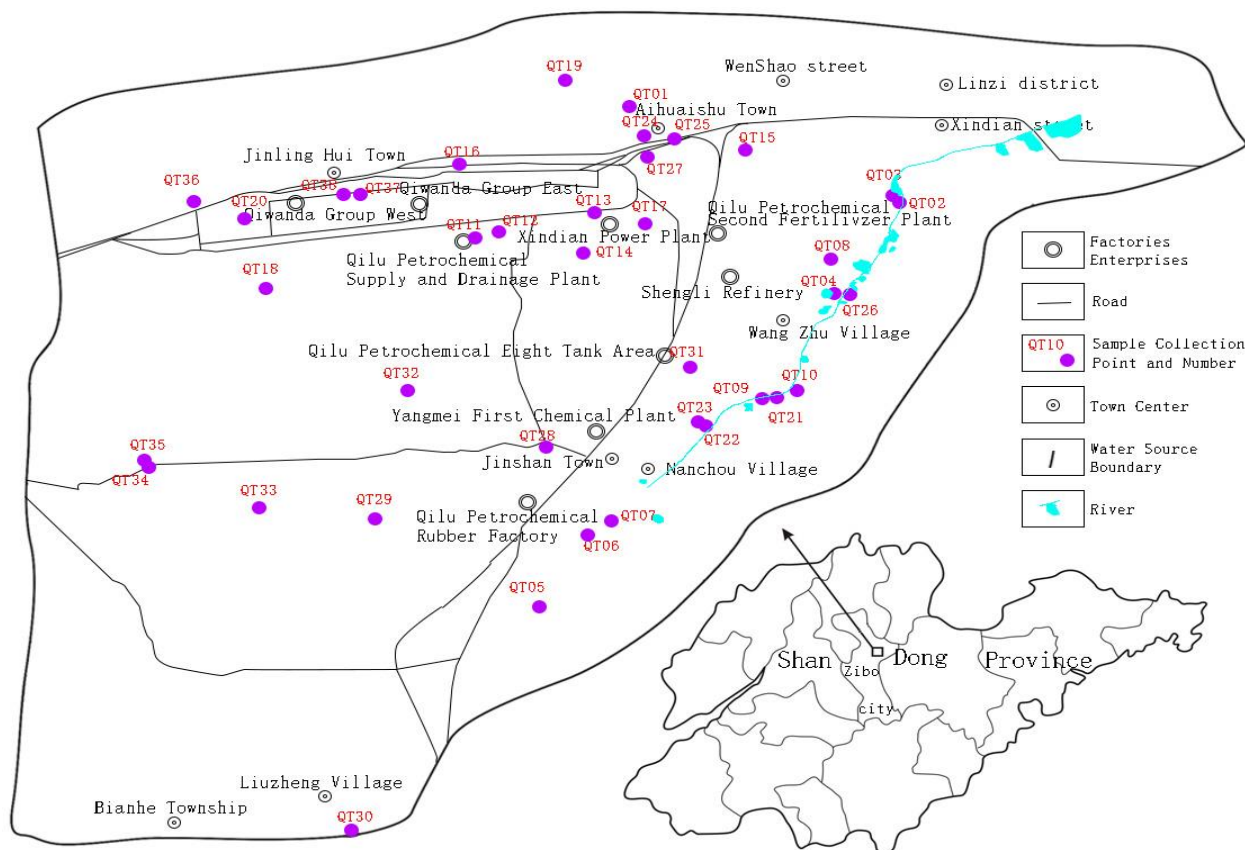 QT19
WenShao street
Linzi district
QT01
Aihuaishu Town
QT24
QT25
Xindian street
QT15
Jinling Hui Town
QT16
QT27
QT36
QT38
QT37
Qiwanda Group East
QT03
QT20
Qiwanda Group West
QT13
QT17
Qilu Petrochemical
QT02
Second Fertilivzer Plant
QT11
QT12
Xindian Power Plant
QT14
QT08
Factories
Enterprises
Qilu Petrochemical
Supply and Drainage Plant
QT18
Shengli Refinery
QT04
QT26
Road
Wang Zhu Village
Qilu Petrochemical Eight Tank Area
QT31
QT10
Sample Collection
Point and Number
QT32
QT09
QT10
QT21
Yangmei First Chemical Plant
QT23
QT22
Town Center
QT28
QT35
QT34
Jinshan Town
Nanchou Village
Water Source
Boundary
QT33
QT29
Qilu Petrochemical
Rubber Factory
QT07
QT06
River
QT05
Shan Dong Province
Zibo
city
Liuzheng Village
Bianhe Township
QT30